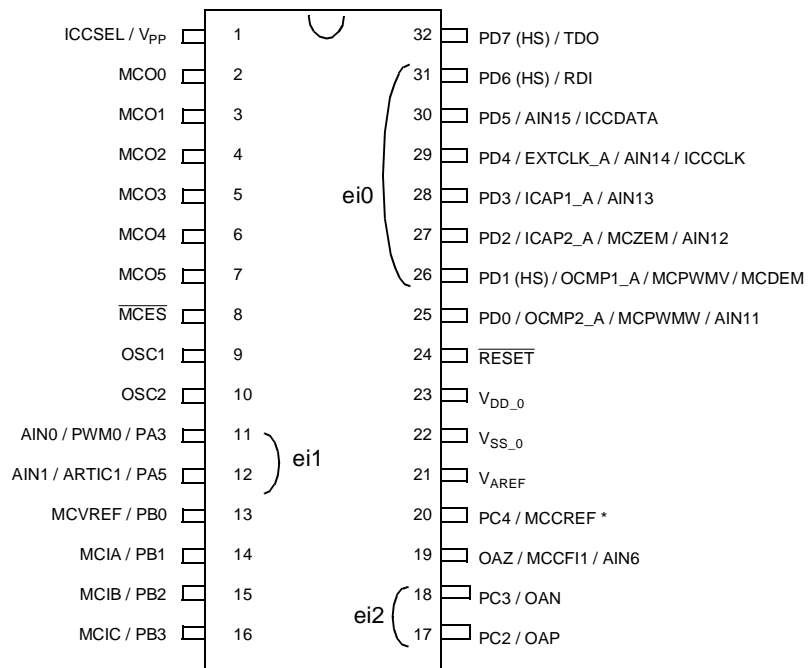 ICCSEL / VPP 1 32 PD7 (HS) / TDO
MCO0 2 31 PD6 (HS) / RDI
MCO1 3 30 PD5 / AIN15 / ICCDATA
MCO2 4 29 PD4 / EXTCLK_A / AIN14 / ICCCLK
MCO3 5 ei0 28 PD3 / ICAP1_A / AIN13
MCO4 6 27 PD2 / ICAP2_A / MCZEM / AIN12
MCO5 7 26 PD1 (HS) / OCMP1_A / MCPWMV / MCDEM
MCES 8 25 PD0 / OCMP2_A / MCPWMW / AIN11
OSC1 9 24 RESET
OSC2 10 23 VDD_0
AIN0 / PWM0 / PA3 11 ei1 22 VSS_0
AIN1 / ARTIC1 / PA5 12 21 VAREF
MCVREF / PB0 13 20 PC4 / MCCREF *
MCIA / PB1 14 19 OAZ / MCCFI1 / AIN6
MCIB / PB2 15 ei2 18 PC3 / OAN
MCIC / PB3 16 17 PC2 / OAP